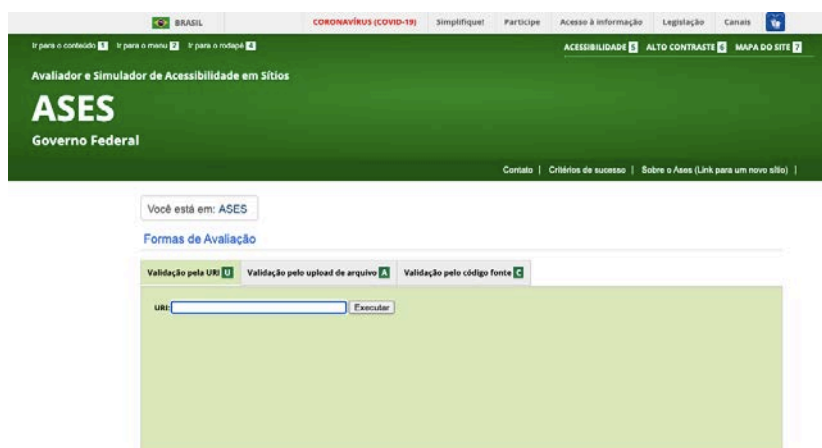 BRASIL CORONAVÍRUS (COVID-19) Simplifique! Participe Acesso à informação Legislação Canais
Ir para o conteúdo 1 Ir para o menu 2 Ir para o rodapé 4 ACESSIBILIDADE 5 ALTO CONTRASTE 6 MAPA DO SITE 7
Avaliador e Simulador de Acessibilidade em Sítios
ASES
Governo Federal
Contato | Critérios de sucesso | Sobre o Ases (Link para um novo sítio) |
Você está em: ASES
Formas de Avaliação
Validação pela URI U Validação pelo upload de arquivo A Validação pelo código fonte C
URI: Executar